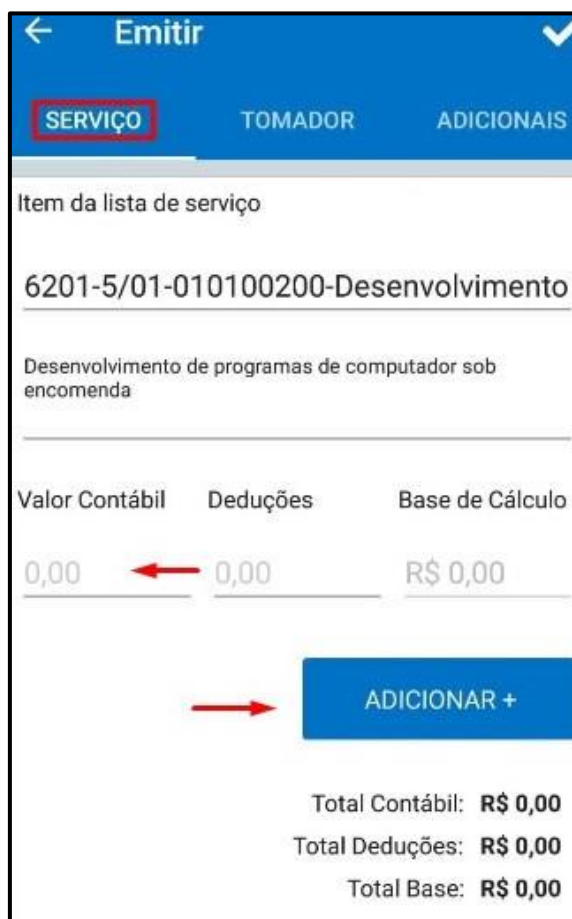 Emitir
SERVIÇO TOMADOR ADICIONAIS
Item da lista de serviço
6201-5/01-010100200-Desenvolvimento
Desenvolvimento de programas de computador sob
encomenda
Valor Contábil Deduções Base de Cálculo
0,00 0,00 R$ 0,00
ADICIONAR +
Total Contábil: R$ 0,00
Total Deduções: R$ 0,00
Total Base: R$ 0,00